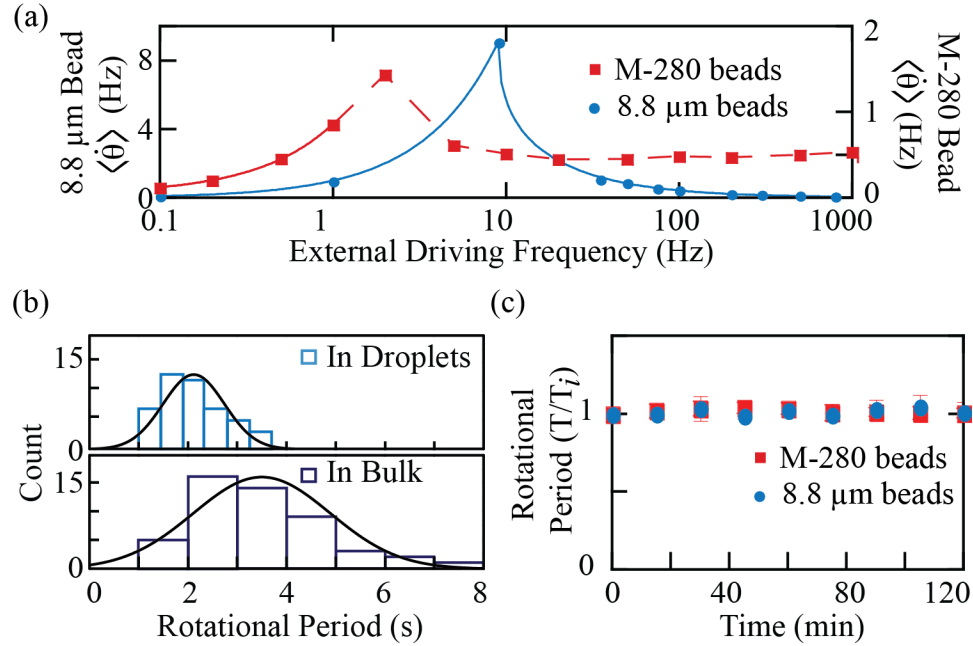 (a)
8.8 µm Bead
⟨θ̇⟩ (Hz)
8
4
0
M-280 beads
8.8 µm beads
2
1
0
M-280 Bead
⟨θ̇⟩ (Hz)
0.1 1 10 100 1000
External Driving Frequency (Hz)
(b)
Count
15
0
In Droplets
15
0
In Bulk
0 2 4 6 8
Rotational Period (s)
(c)
Rotational
Period (T/Ti)
1
0
M-280 beads
8.8 µm beads
0 40 80 120
Time (min)